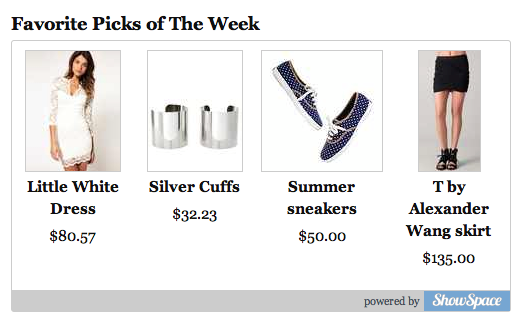 Favorite Picks of The Week
Little White
Dress
$80.57
Silver Cuffs
$32.23
Summer
sneakers
$50.00
T by
Alexander
Wang skirt
$135.00
powered by ShowSpace